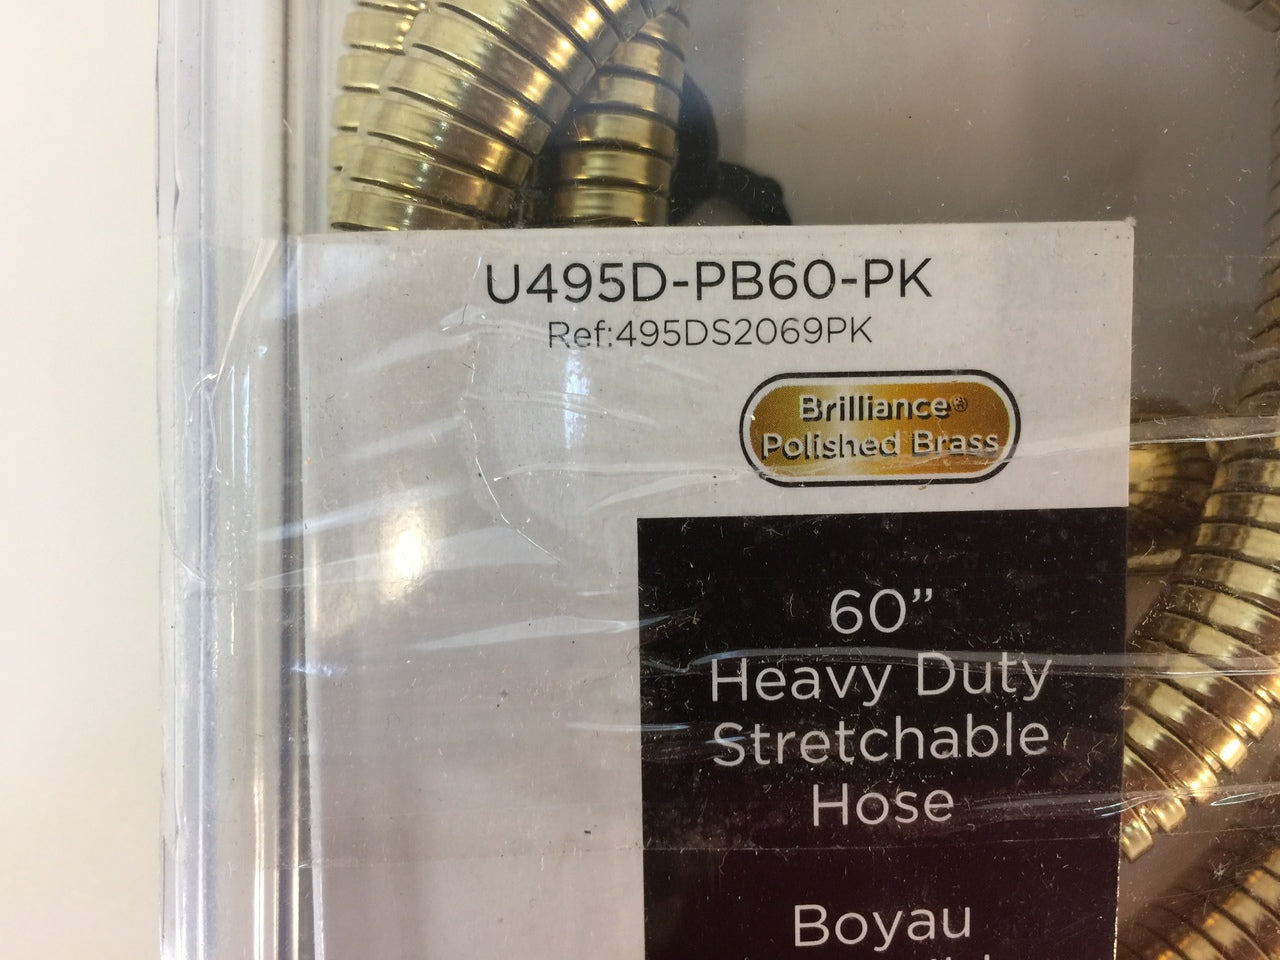 U495D-PB60-PK
Ref:495DS2069PK
Brilliance®
Polished Brass
60”
Heavy Duty
Stretchable
Hose
Boyau